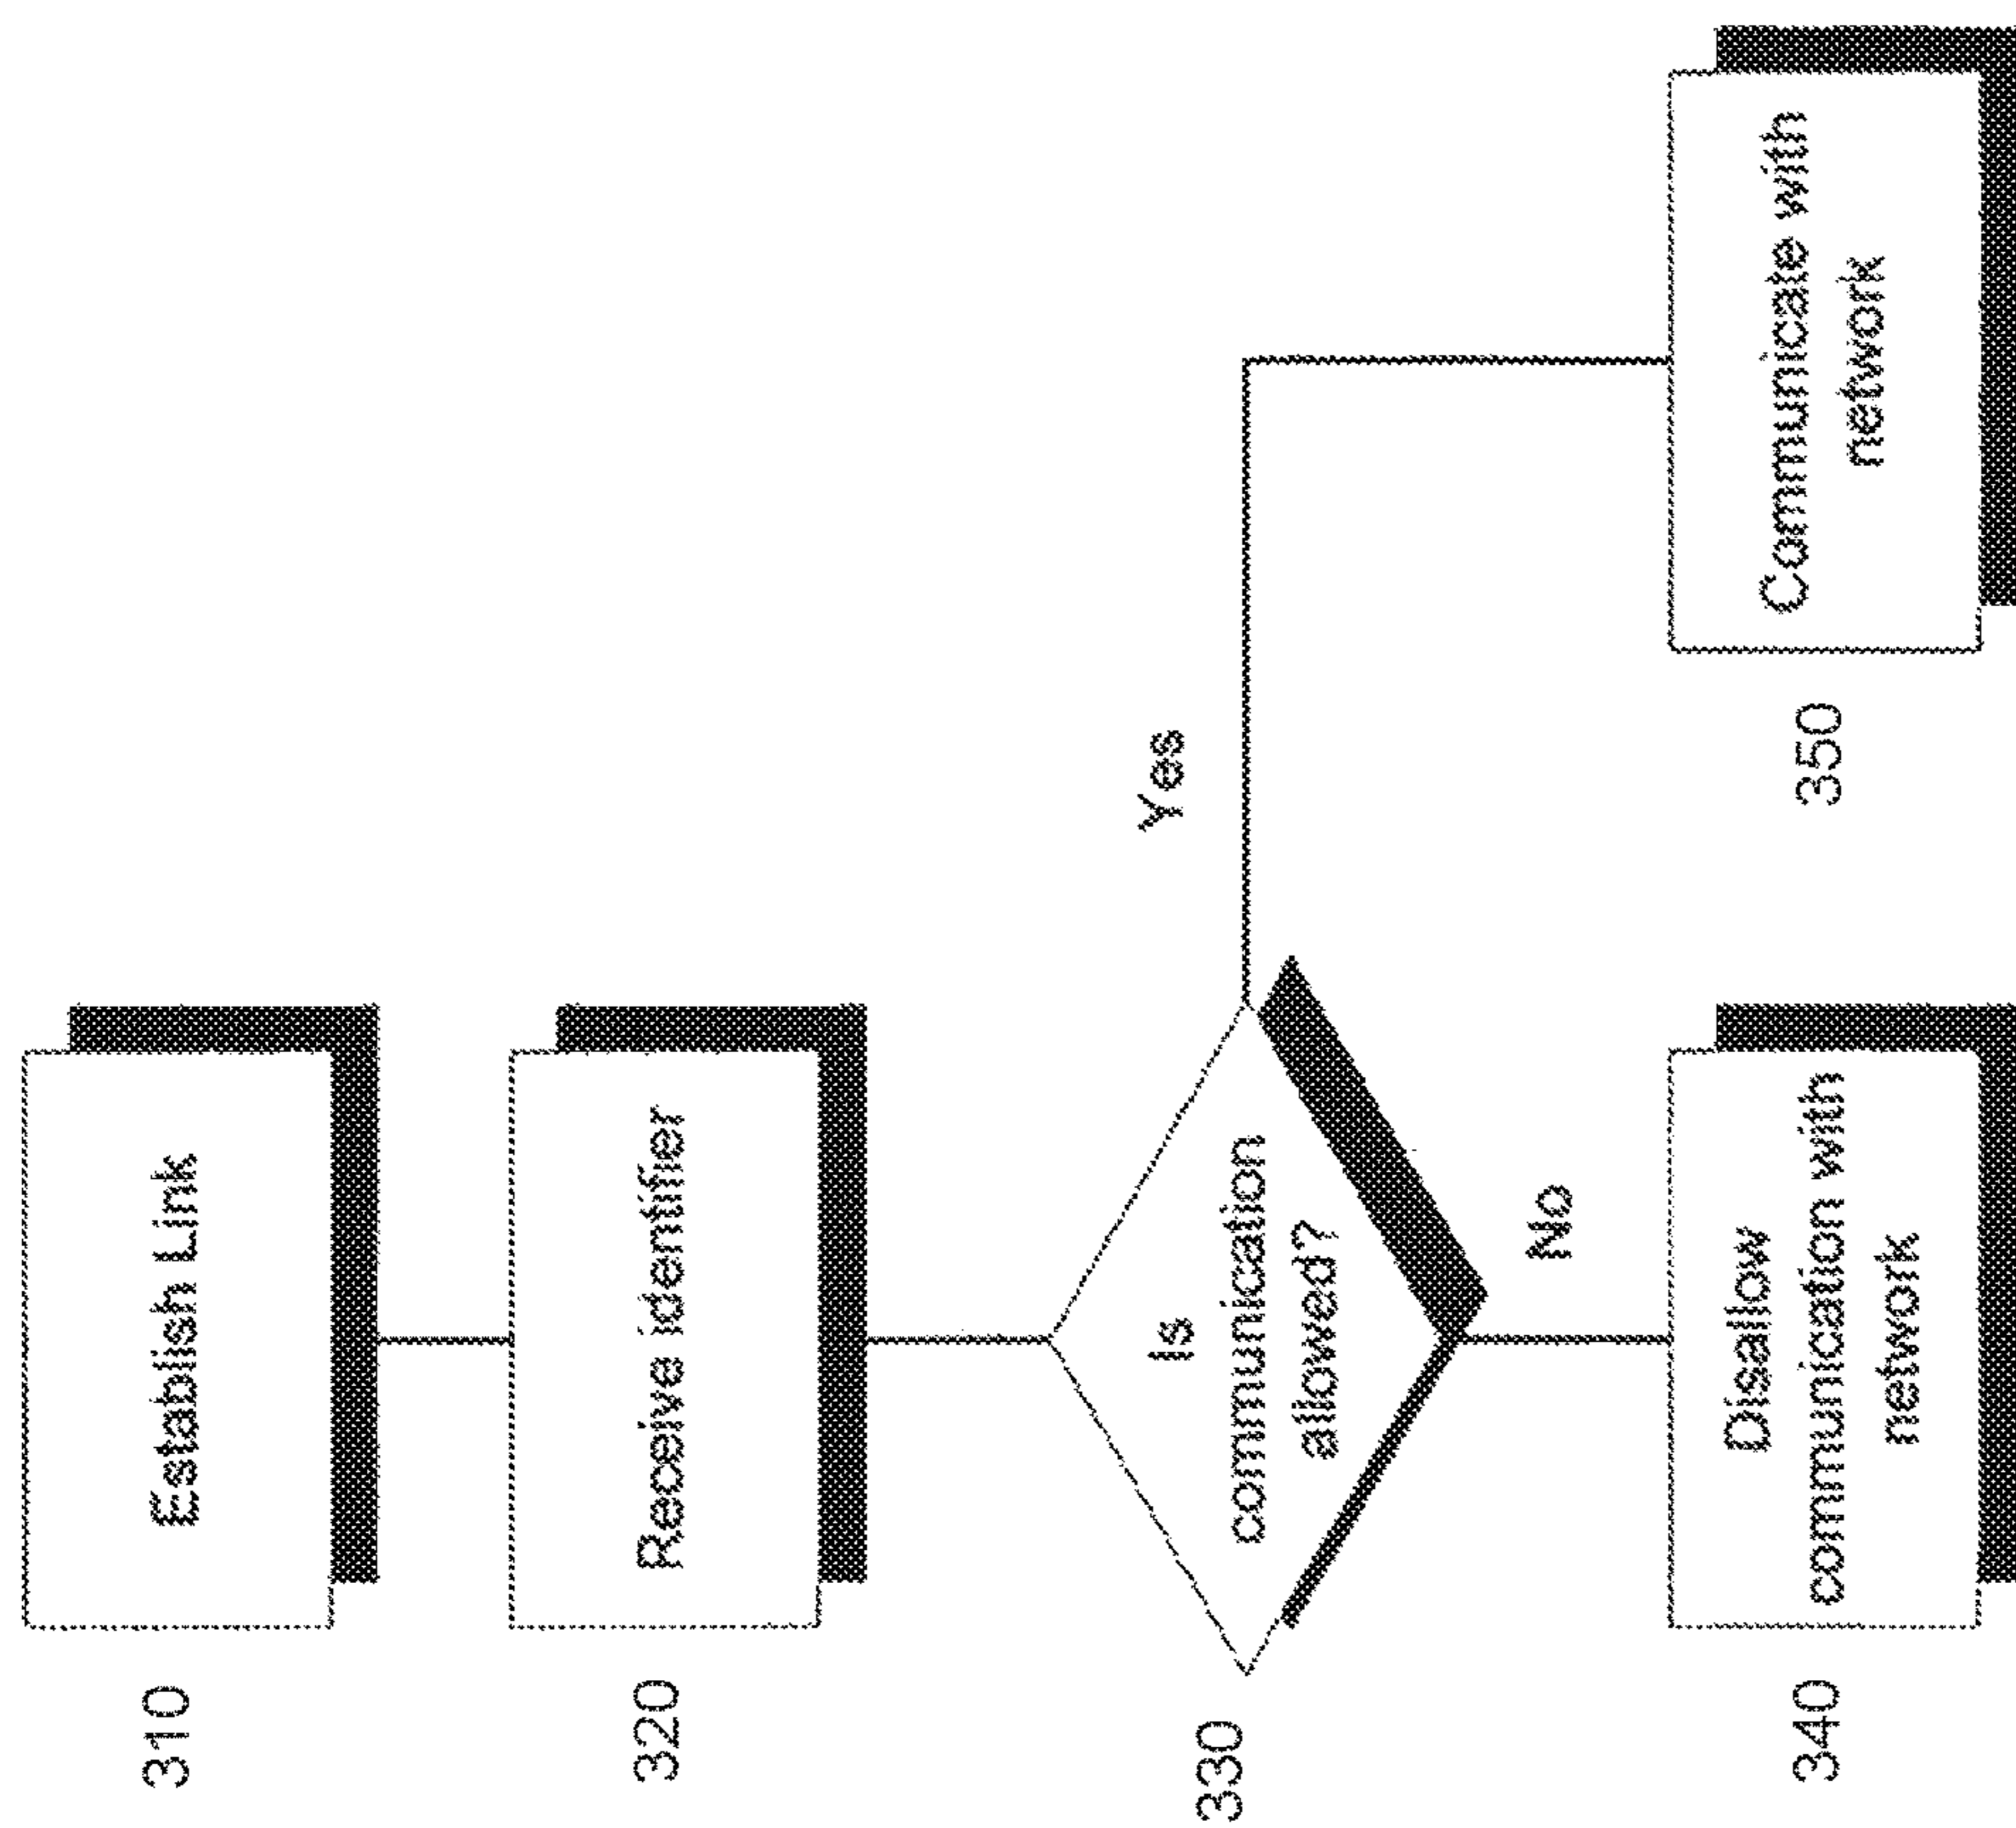 310
Establish Link
320
Receive identifier
330
Is
communication
allowed?
Yes
No
340
Disallow
communication with
network
350
Communicate with
network